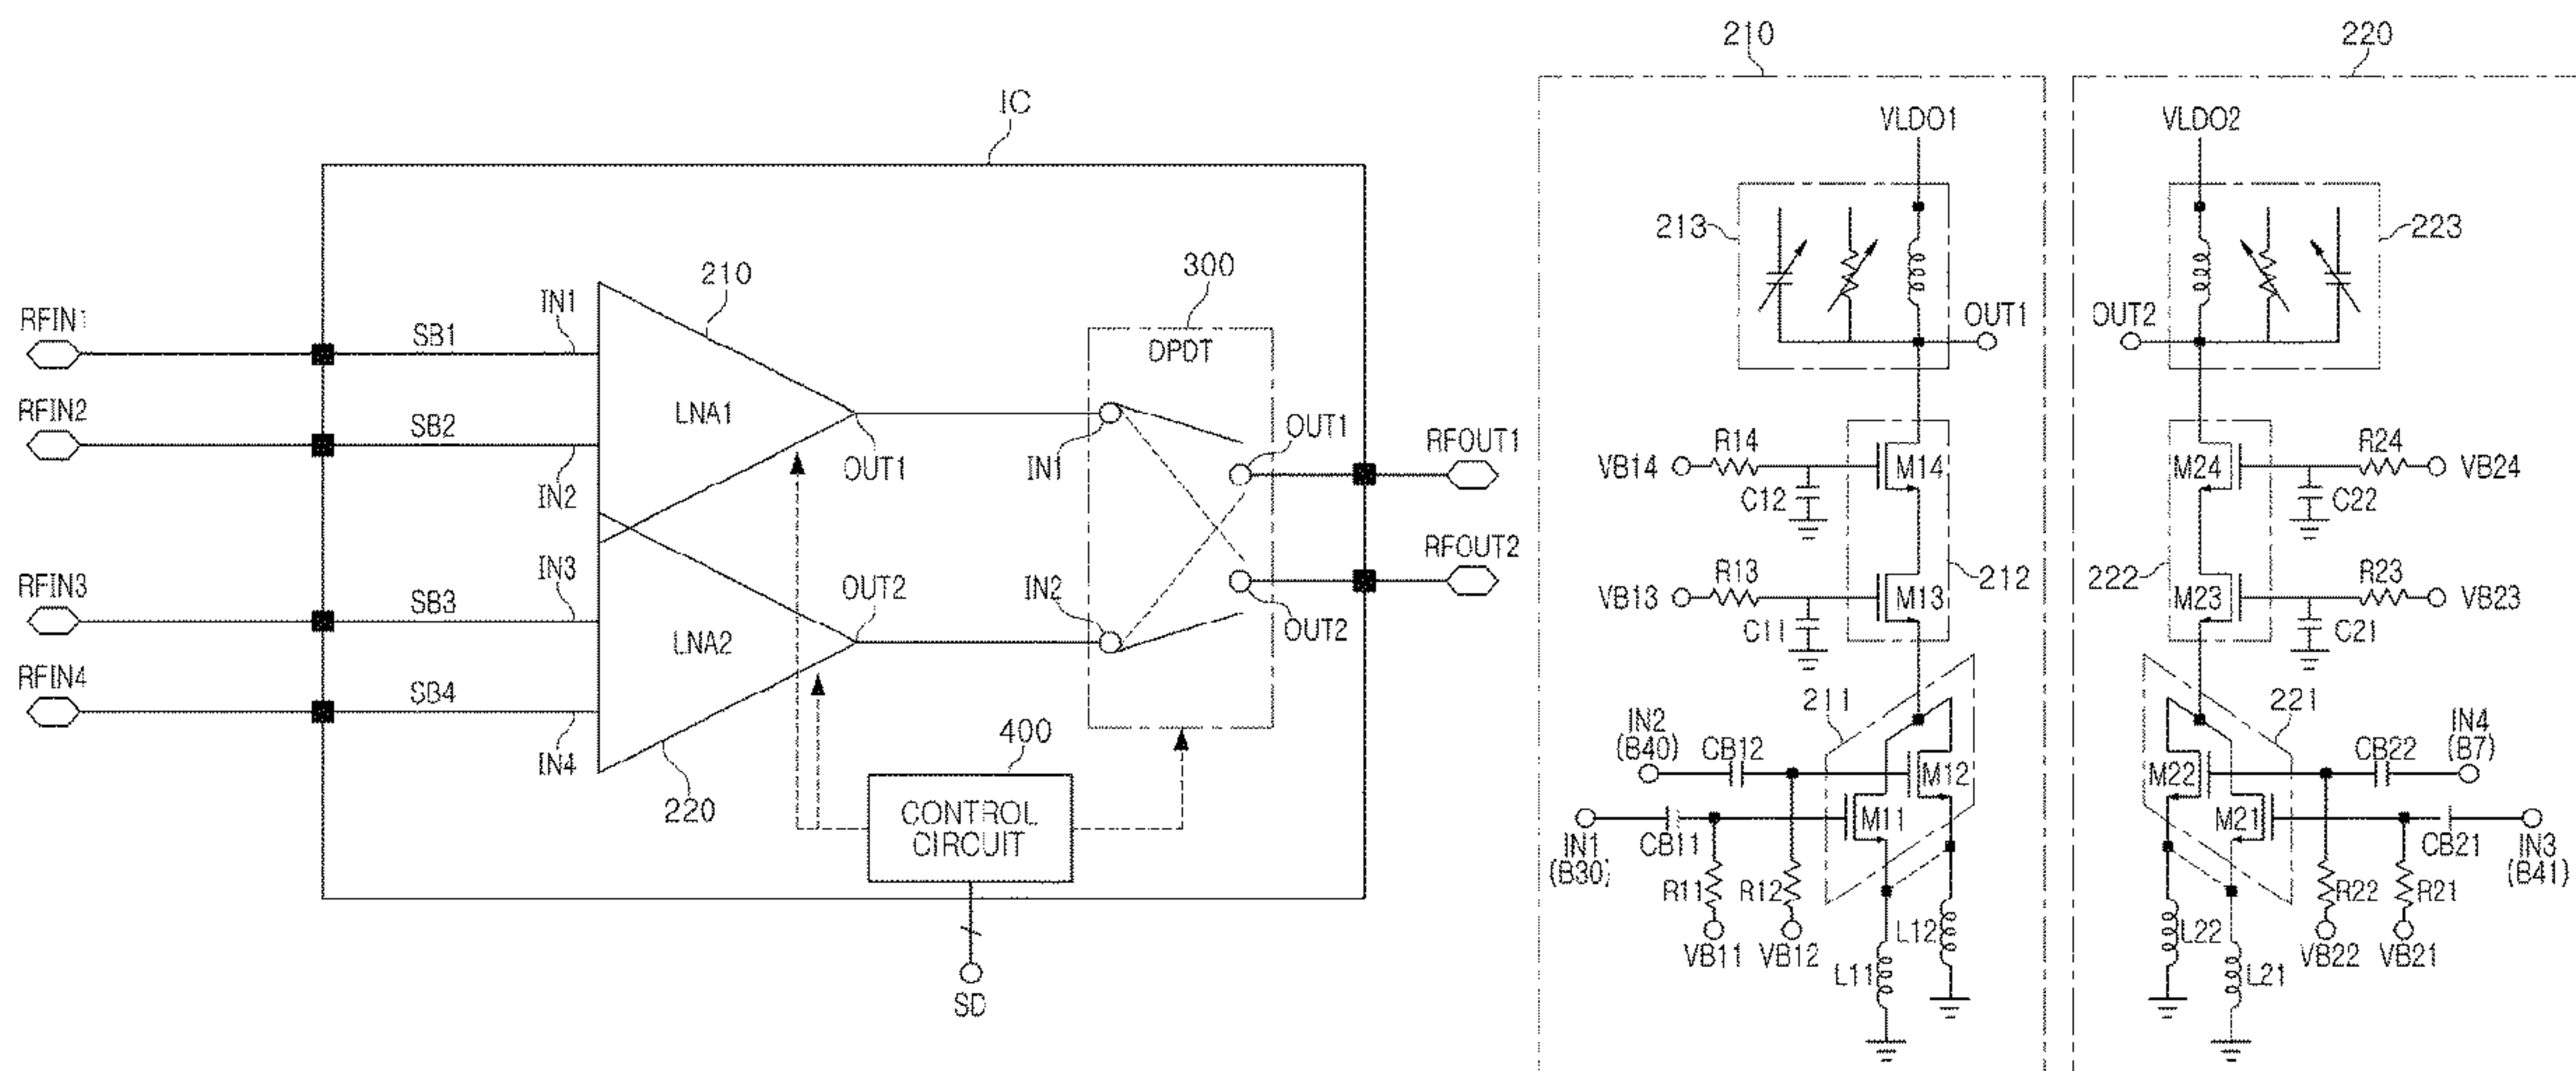 IC
RFIN1
SB1
IN1
210
RFIN2
SB2
IN2
LNA1
OUT1
300
DPDT
IN1
OUT1
RFOUT1
RFIN3
SB3
IN3
OUT2
IN2
OUT2
RFOUT2
RFIN4
SB4
IN4
LNA2
220
400
CONTROL
CIRCUIT
SD
210
VLDO1
213
OUT1
R14
VB14
M14
C12
R13
VB13
M13
C11
212
211
IN2
(B40)
CB12
M12
IN1
(B30)
CB11
M11
R11
R12
VB11
VB12
L11
L12
220
VLDO2
223
OUT2
R24
VB24
M24
C22
R23
VB23
M23
C21
222
221
IN4
(B7)
CB22
M22
IN3
(B41)
CB21
M21
R22
R21
VB22
VB21
L22
L21